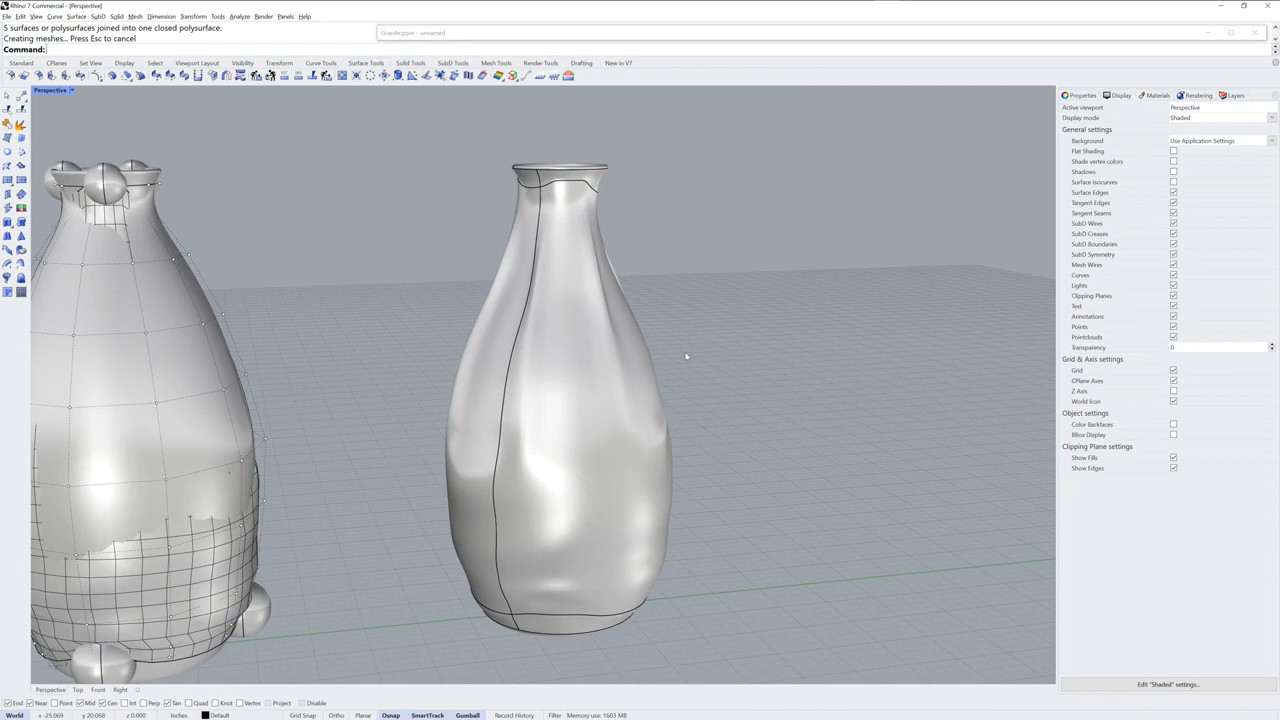 Rhino 7 Commercial - [Perspective]
File Edit View Curve Surface SubD Solid Mesh Dimension Transform Tools Analyze Render Panels Help
5 surfaces or polysurfaces joined into one closed polysurface.
Creating meshes... Press Esc to cancel
Command:
Grasshopper - unnamed
Standard CPlanes Set View Display Select Viewport Layout Visibility Transform Curve Tools Surface Tools Solid Tools SubD Tools Mesh Tools Render Tools Drafting New in V7
Perspective
Properties Display Materials Rendering Layers
Active viewport Perspective
Display mode Shaded
General settings
Background Use Application Settings
Flat Shading
Shade vertex colors
Shadows
Surface Isocurves
Surface Edges
Tangent Edges
Tangent Seams
SubD Wires
SubD Creases
SubD Boundaries
SubD Symmetry
Mesh Wires
Curves
Lights
Clipping Planes
Text
Annotations
Points
Pointclouds
Transparency 0
Grid & Axis settings
Grid
CPlane Axes
Z Axis
World Icon
Object settings
Color Backfaces
BBox Display
Clipping Plane settings
Show Fills
Show Edges
Edit "Shaded" settings...
Perspective Top Front Right
End Near Point Mid Cen Int Perp Tan Quad Knot Vertex Project Disable
World x -25.069 y 20.068 z 0.000 Inches Default Grid Snap Ortho Planar Osnap SmartTrack Gumball Record History Filter Memory use: 1603 MB